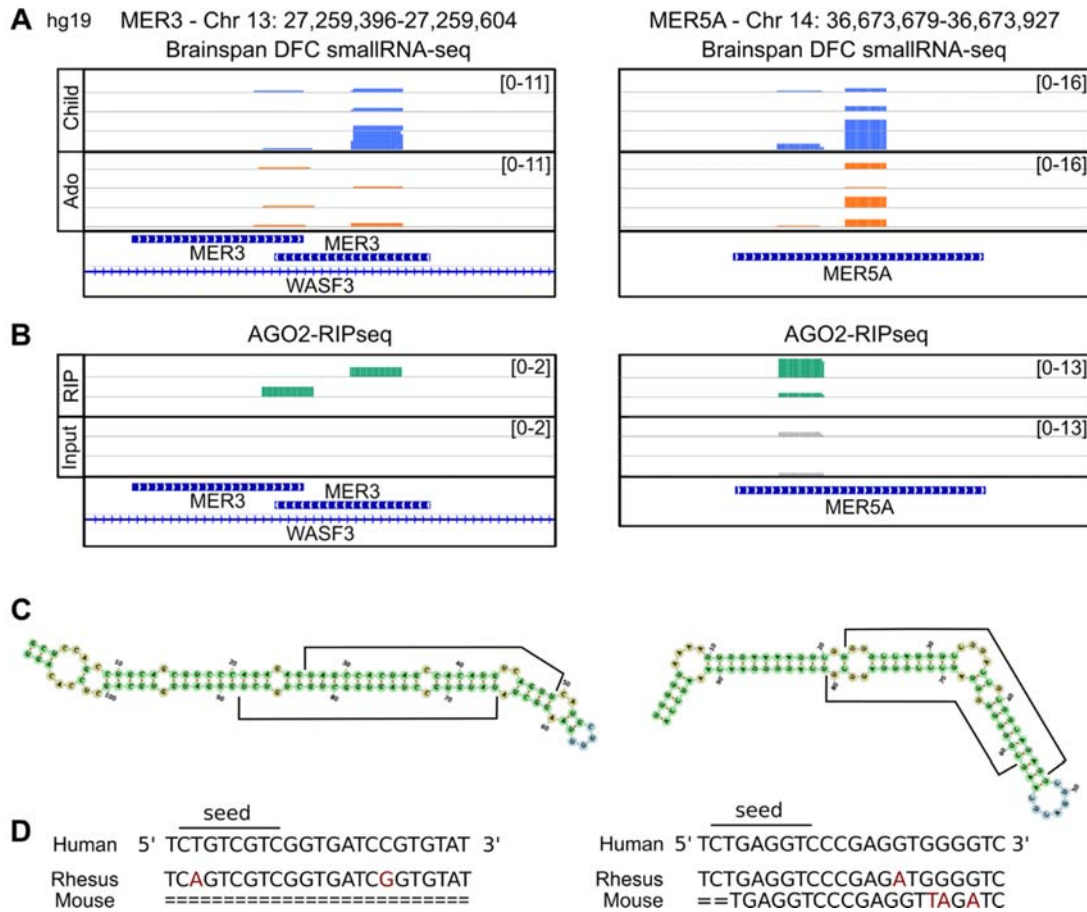 A hg19 MER3 - Chr 13: 27,259,396-27,259,604
Brainspan DFC smallRNA-seq
MER5A - Chr 14: 36,673,679-36,673,927
Brainspan DFC smallRNA-seq
Child
[0-11]
Ado
[0-11]
MER3
MER3
WASF3
[0-16]
[0-16]
MER5A
B
AGO2-RIPseq
AGO2-RIPseq
RIP
[0-2]
Input
[0-2]
MER3
MER3
WASF3
[0-13]
[0-13]
MER5A
C
D
seed
Human 5' TCTGTCGTCGGTGATCCGTGTAT 3'
Rhesus TCAGTCGTCGGTGATCGGTGTAT
Mouse =======================
seed
Human 5' TCTGAGGTCCCGAGGTGGGGTC 3'
Rhesus TCTGAGGTCCCGAGATGGGGTC
Mouse ==TGAGGTCCCGAGGTTAGATC